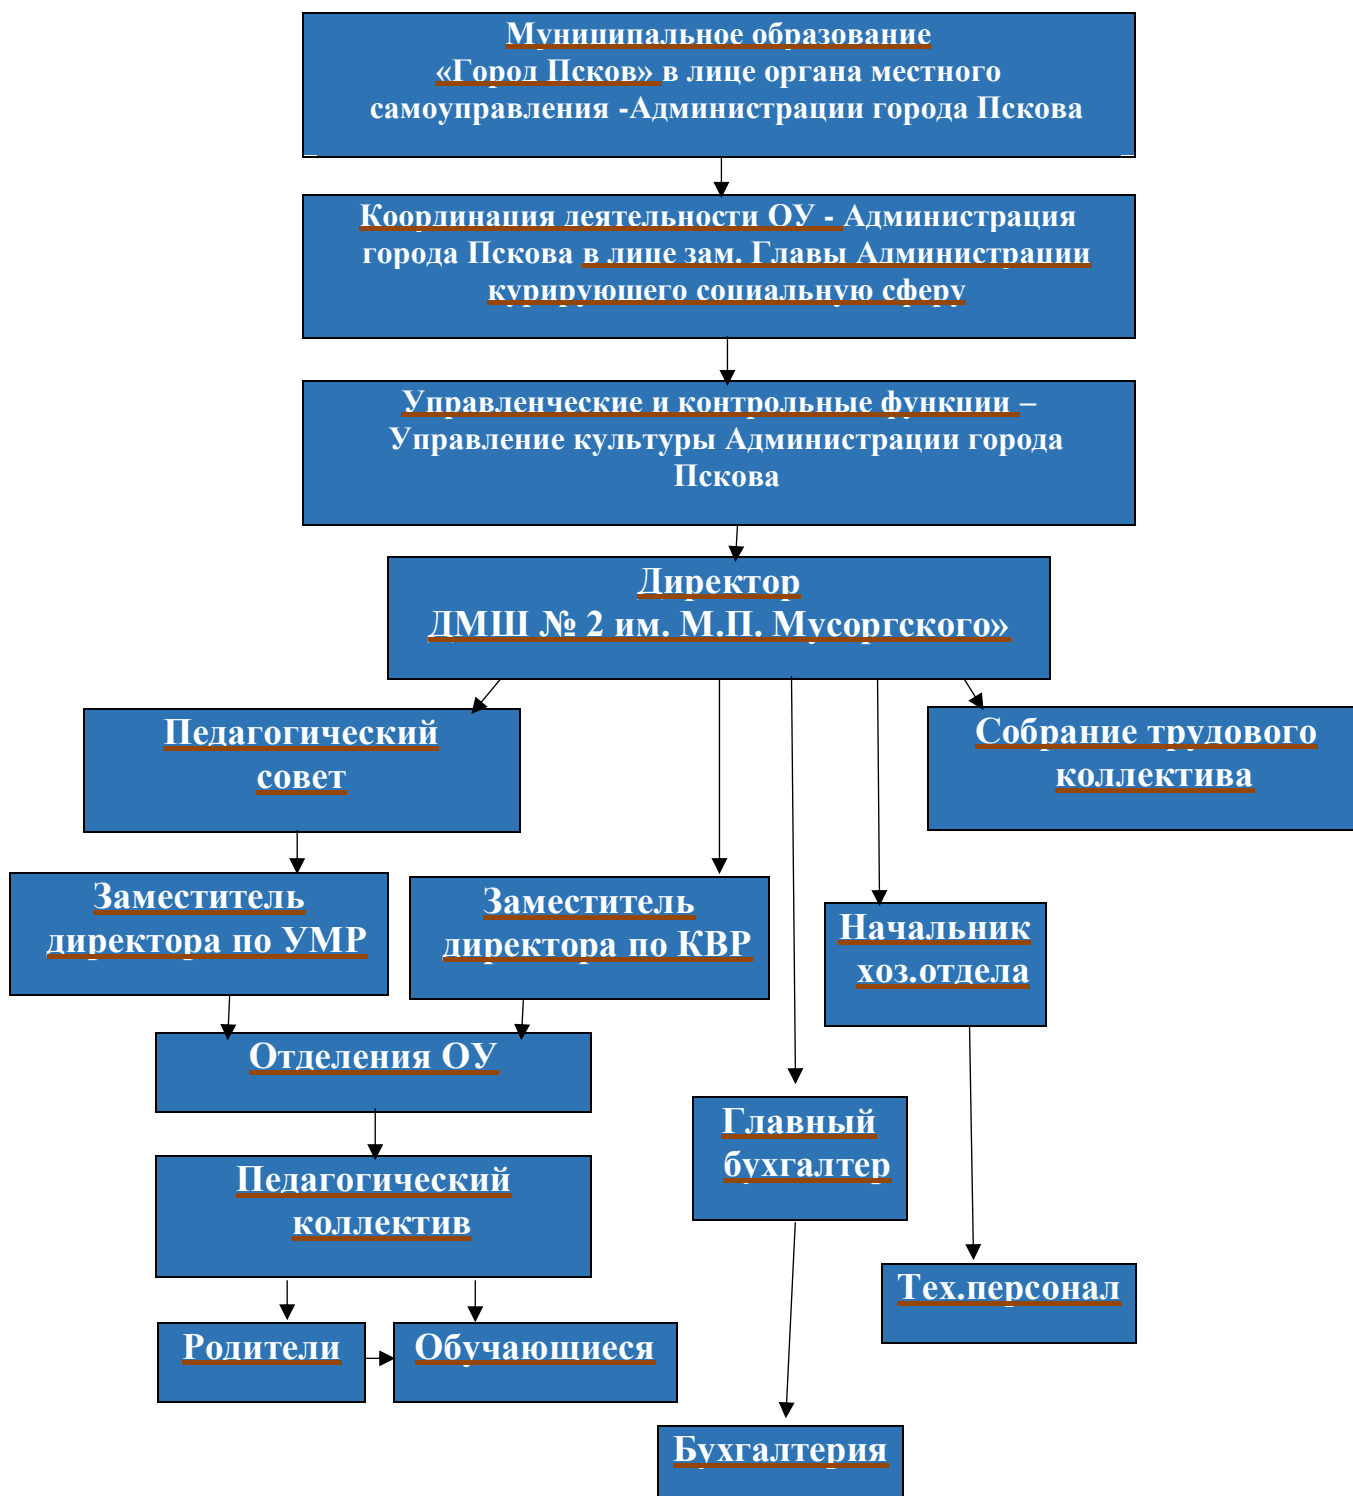 Муниципальное образование
«Город Псков» в лице органа местного
самоуправления -Администрации города Пскова
Координация деятельности ОУ - Администрация
города Пскова в лице зам. Главы Администрации
курирующего социальную сферу
Управленческие и контрольные функции –
Управление культуры Администрации города
Пскова
Директор
ДМШ № 2 им. М.П. Мусоргского»
Педагогический
совет
Собрание трудового
коллектива
Заместитель
директора по УМР
Заместитель
директора по КВР
Начальник
хоз.отдела
Отделения ОУ
Главный
бухгалтер
Педагогический
коллектив
Тех.персонал
Родители
Обучающиеся
Бухгалтерия